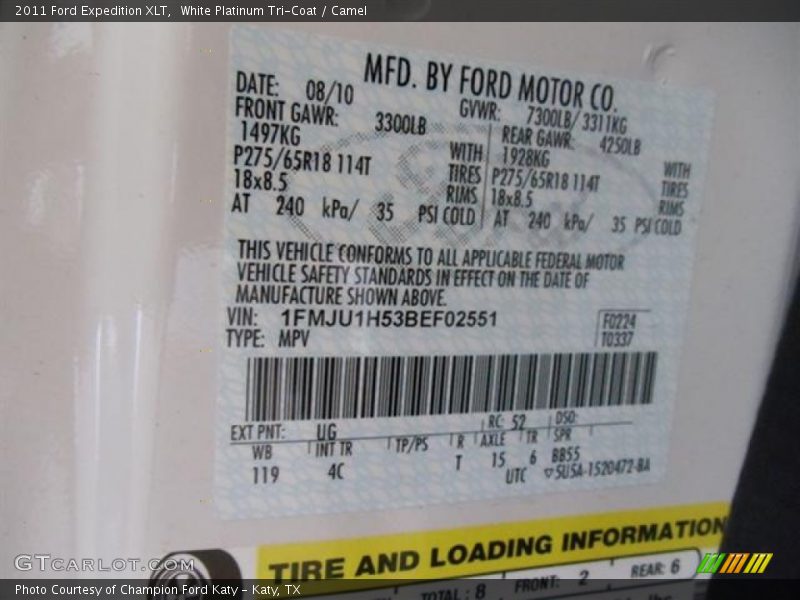 2011 Ford Expedition XLT, White Platinum Tri-Coat / Camel
MFD. BY FORD MOTOR CO.
DATE: 08/10 GVWR: 7300LB/ 3311KG
FRONT GAWR: 3300LB REAR GAWR: 4250LB
1497KG WITH 1928KG WITH
P275/65R18 114T TIRES P275/65R18 114T TIRES
18x8.5 RIMS 18x8.5 RIMS
AT 240 kPa/ 35 PSI COLD AT 240 kPa/ 35 PSI COLD
THIS VEHICLE CONFORMS TO ALL APPLICABLE FEDERAL MOTOR
VEHICLE SAFETY STANDARDS IN EFFECT ON THE DATE OF
MANUFACTURE SHOWN ABOVE.
VIN: 1FMJU1H53BEF02551 F0224
TYPE: MPV T0337
EXT PNT: UG RC: 52 DSO:
WB INT TR TP/PS R AXLE TR SPR
119 4C T 15 6 BB55
UTC ▽5U5A-1520472-BA
TIRE AND LOADING INFORMATION
TOTAL: 8 FRONT: 2 REAR: 6
GTCARLOT.COM
Photo Courtesy of Champion Ford Katy - Katy, TX